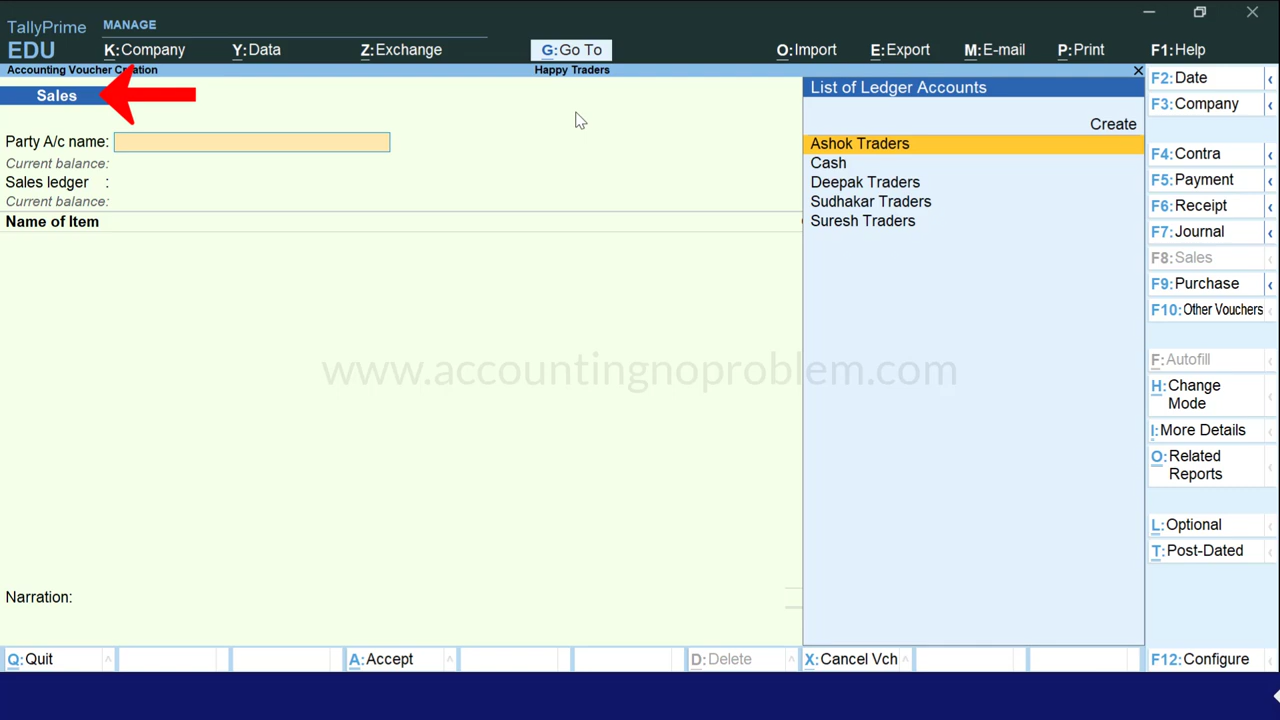 TallyPrime
EDU
MANAGE
K:Company
Y:Data
Z:Exchange
G:Go To
O:Import
E:Export
M:E-mail
P:Print
F1:Help
Accounting Voucher Creation
Happy Traders
Sales
Party A/c name:
Current balance:
Sales ledger :
Current balance:
Name of Item
Narration:
www.accountingnoproblem.com
List of Ledger Accounts
Create
Ashok Traders
Cash
Deepak Traders
Sudhakar Traders
Suresh Traders
F2:Date
F3:Company
F4:Contra
F5:Payment
F6:Receipt
F7:Journal
F8:Sales
F9:Purchase
F10:Other Vouchers
F:Autofill
H:Change
Mode
I:More Details
O:Related
Reports
L:Optional
T:Post-Dated
Q:Quit
A:Accept
D:Delete
X:Cancel Vch
F12:Configure